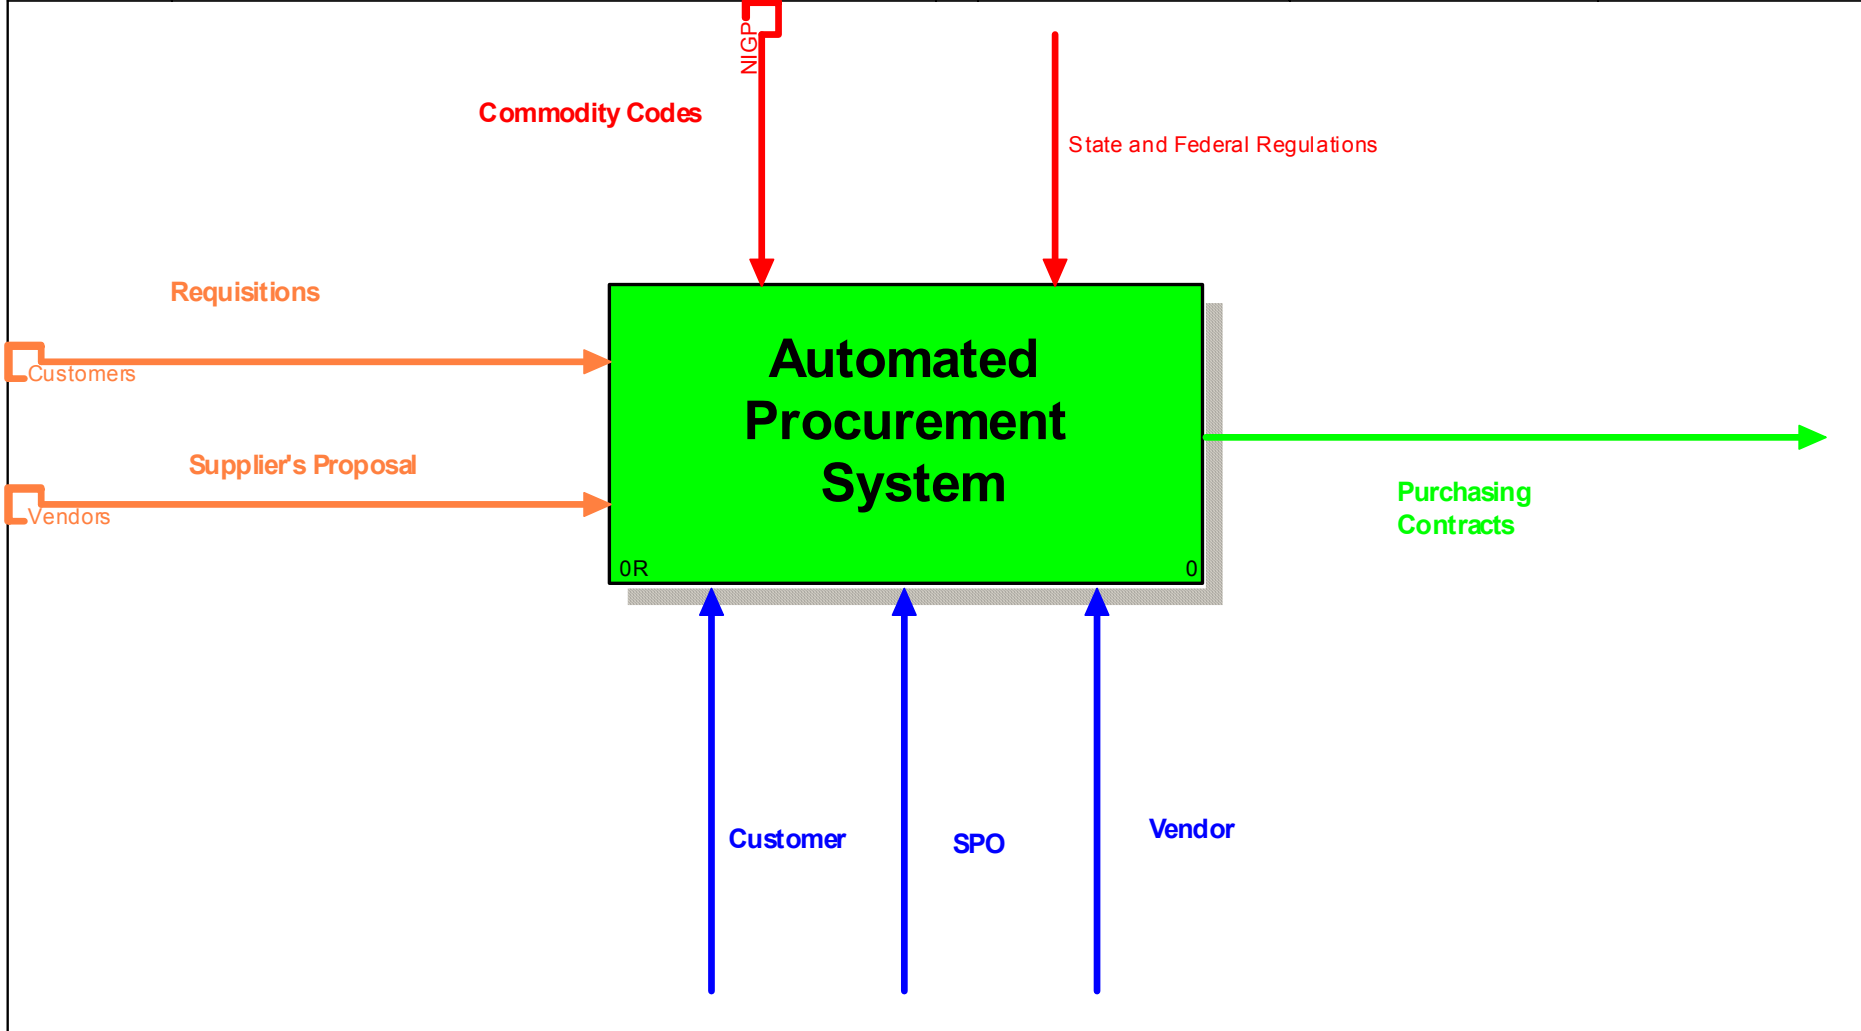 NIGP
Commodity Codes
State and Federal Regulations
Requisitions
Customers
Supplier's Proposal
Vendors
Automated
Procurement
System
0R
0
Purchasing
Contracts
Customer
SPO
Vendor